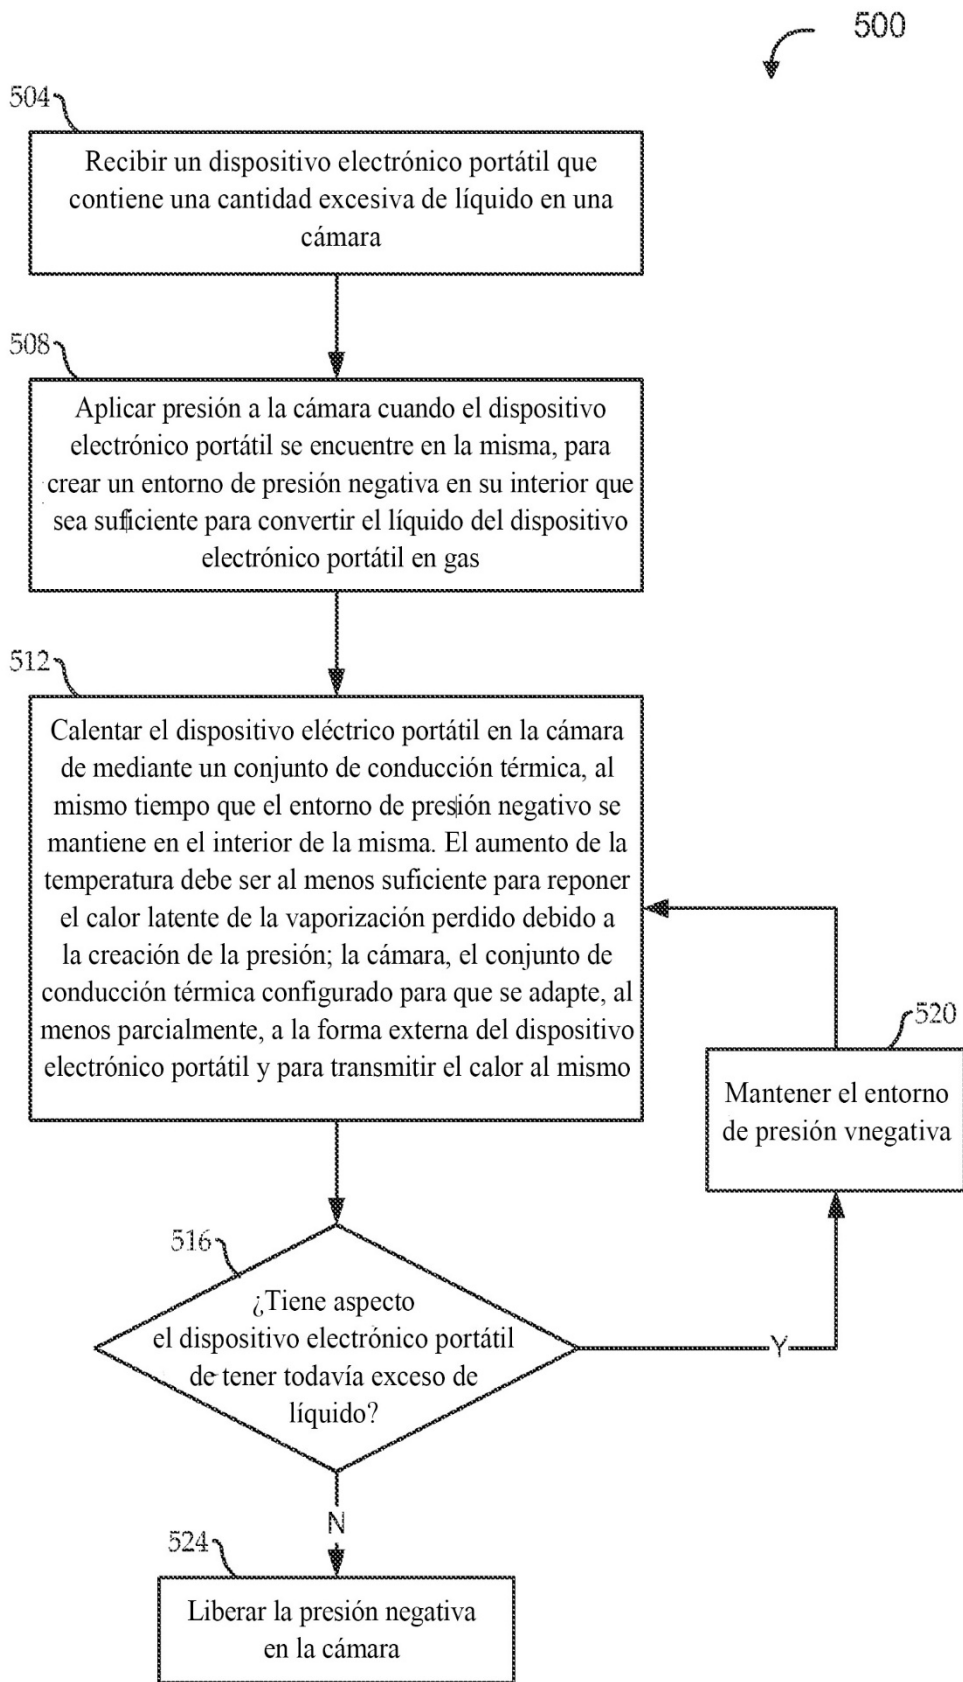 500
504
Recibir un dispositivo electrónico portátil que
contiene una cantidad excesiva de líquido en una
cámara
508
Aplicar presión a la cámara cuando el dispositivo
electrónico portátil se encuentre en la misma, para
crear un entorno de presión negativa en su interior que
sea suficiente para convertir el líquido del dispositivo
electrónico portátil en gas
512
Calentar el dispositivo eléctrico portátil en la cámara
de mediante un conjunto de conducción térmica, al
mismo tiempo que el entorno de presión negativo se
mantiene en el interior de la misma. El aumento de la
temperatura debe ser al menos suficiente para reponer
el calor latente de la vaporización perdido debido a
la creación de la presión; la cámara, el conjunto de
conducción térmica configurado para que se adapte, al
menos parcialmente, a la forma externa del dispositivo
electrónico portátil y para transmitir el calor al mismo
520
Mantener el entorno
de presión vnegativa
516
¿Tiene aspecto
el dispositivo electrónico portátil
de tener todavía exceso de
líquido?
Y
N
524
Liberar la presión negativa
en la cámara